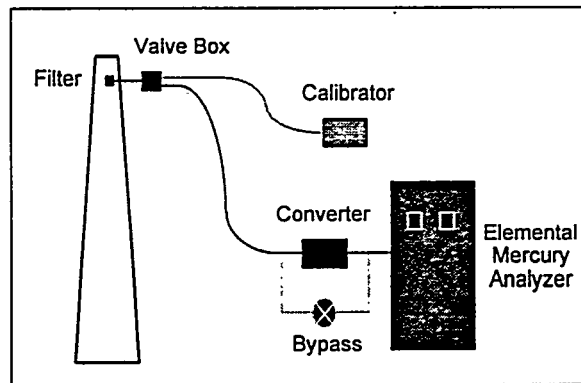 Valve Box
Filter
Calibrator
Converter
Elemental
Mercury
Analyzer
Bypass